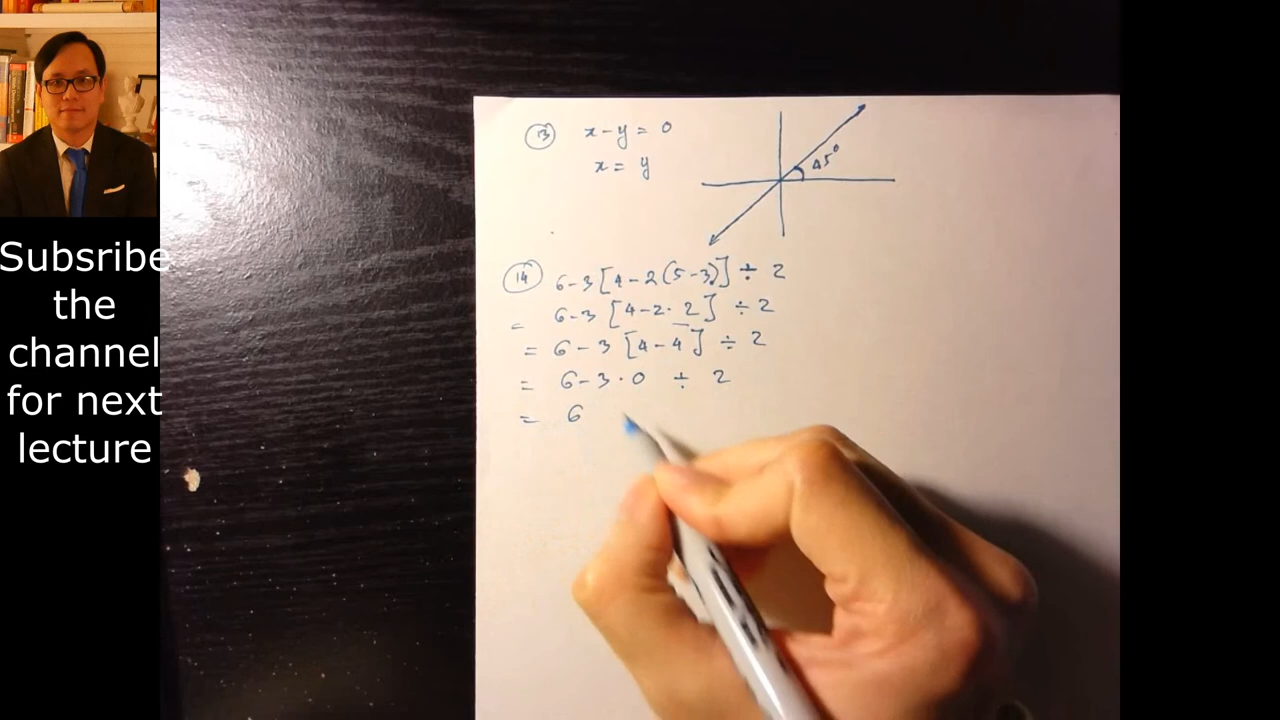 Subsribe
the
channel
for next
lecture
13 x - y = 0
x = y
45°
14 6 - 3 [4 - 2 (5 - 3)] ÷ 2
= 6 - 3 [4 - 2 · 2] ÷ 2
= 6 - 3 [4 - 4] ÷ 2
= 6 - 3 · 0 ÷ 2
= 6